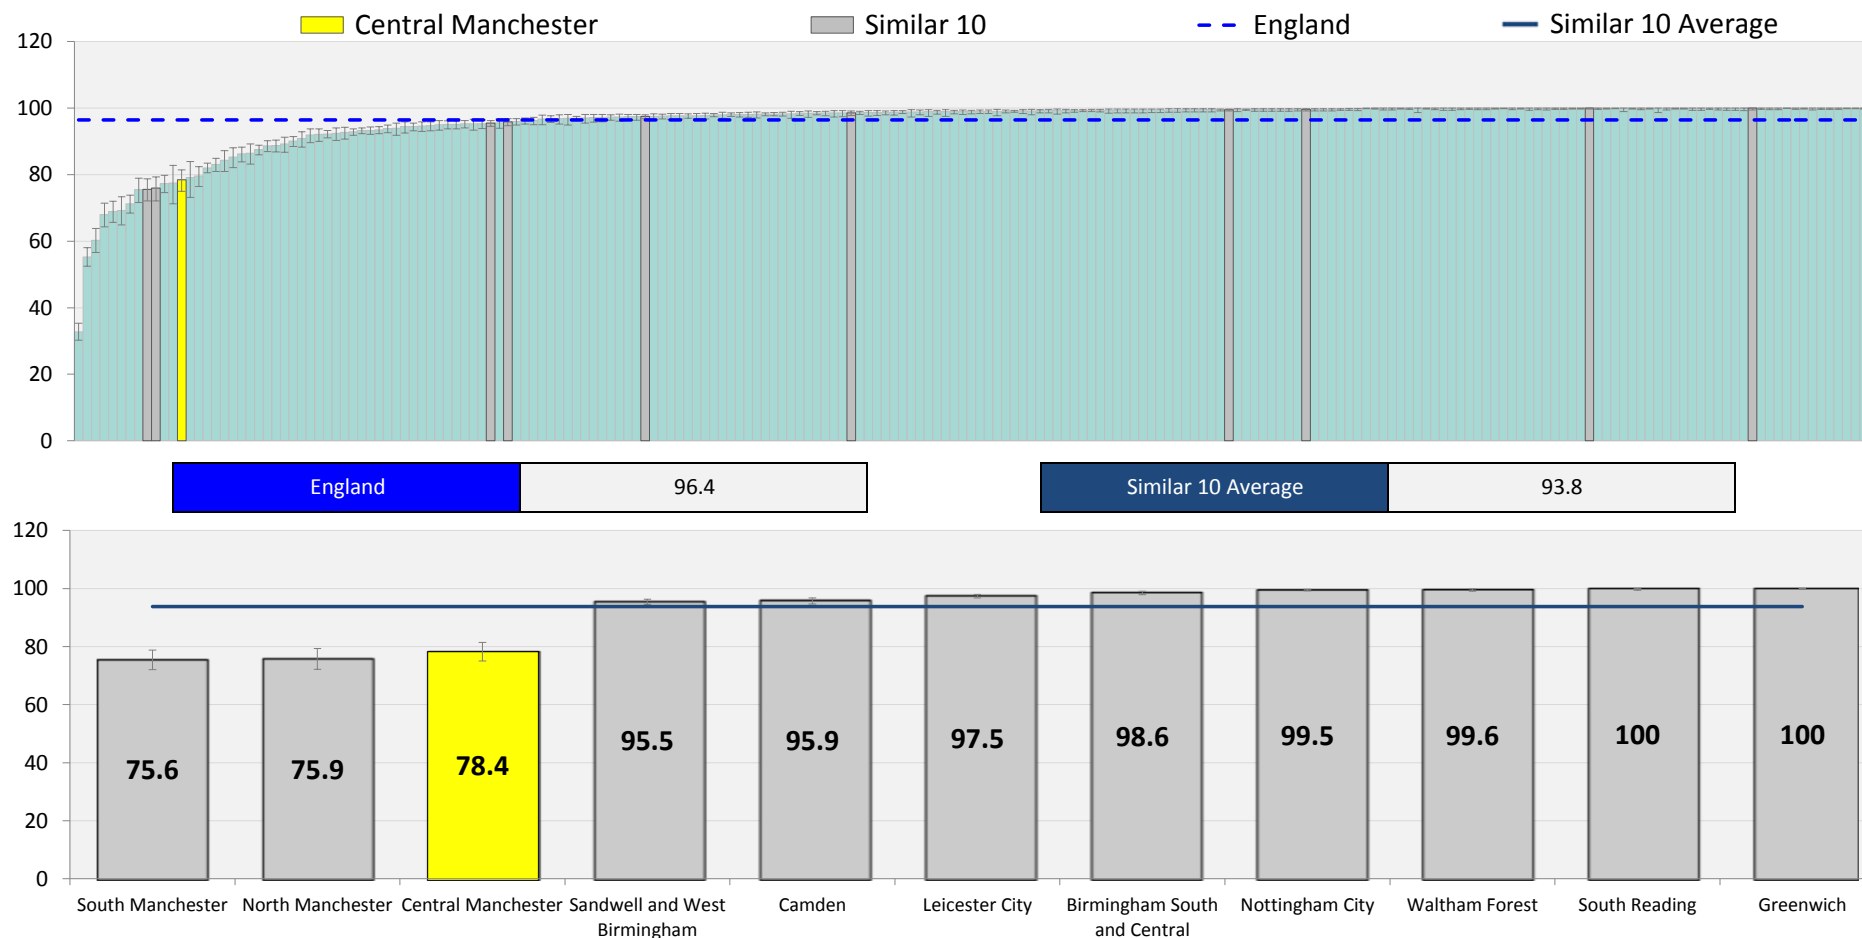 Central Manchester Similar 10 England Similar 10 Average
120
100
80
60
40
20
0
England 96.4 Similar 10 Average 93.8
120
100
80
60
40
20
0
75.6 75.9 78.4 95.5 95.9 97.5 98.6 99.5 99.6 100 100
South Manchester North Manchester Central Manchester Sandwell and West Camden Leicester City Birmingham South Nottingham City Waltham Forest South Reading Greenwich
Birmingham and Central